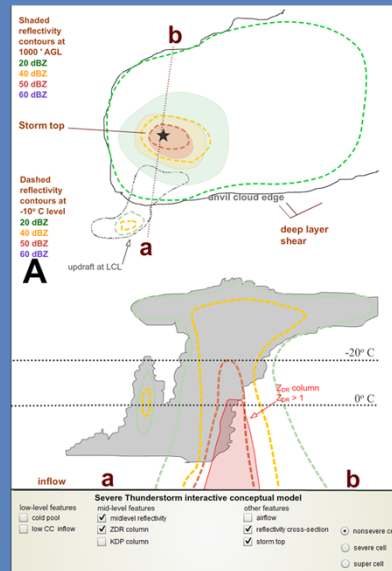 Shaded
reflectivity
contours at
1000 ' AGL
20 dBZ
40 dBZ
50 dBZ
60 dBZ
b
Storm top
Dashed
reflectivity
contours at
-10º C level
20 dBZ
40 dBZ
50 dBZ
60 dBZ
anvil cloud edge
deep layer
shear
a
updraft at LCL
A
-20º C
ZDR column
ZDR > 1
0º C
inflow
a
b
Severe Thunderstorm interactive conceptual model
low-level features
cold pool
low CC inflow
mid-level features
midlevel reflectivity
ZDR column
KDP column
other features
airflow
reflectivity cross-section
storm top
nonsevere
severe cell
super cell